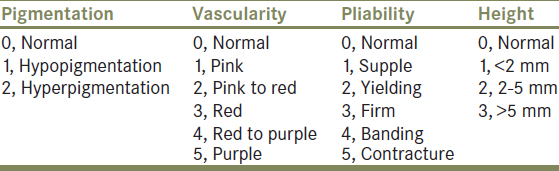 Pigmentation Vascularity Pliability Height
0, Normal 0, Normal 0, Normal 0, Normal
1, Hypopigmentation 1, Pink 1, Supple 1, <2 mm
2, Hyperpigmentation 2, Pink to red 2, Yielding 2, 2-5 mm
3, Red 3, Firm 3, >5 mm
4, Red to purple 4, Banding
5, Purple 5, Contracture